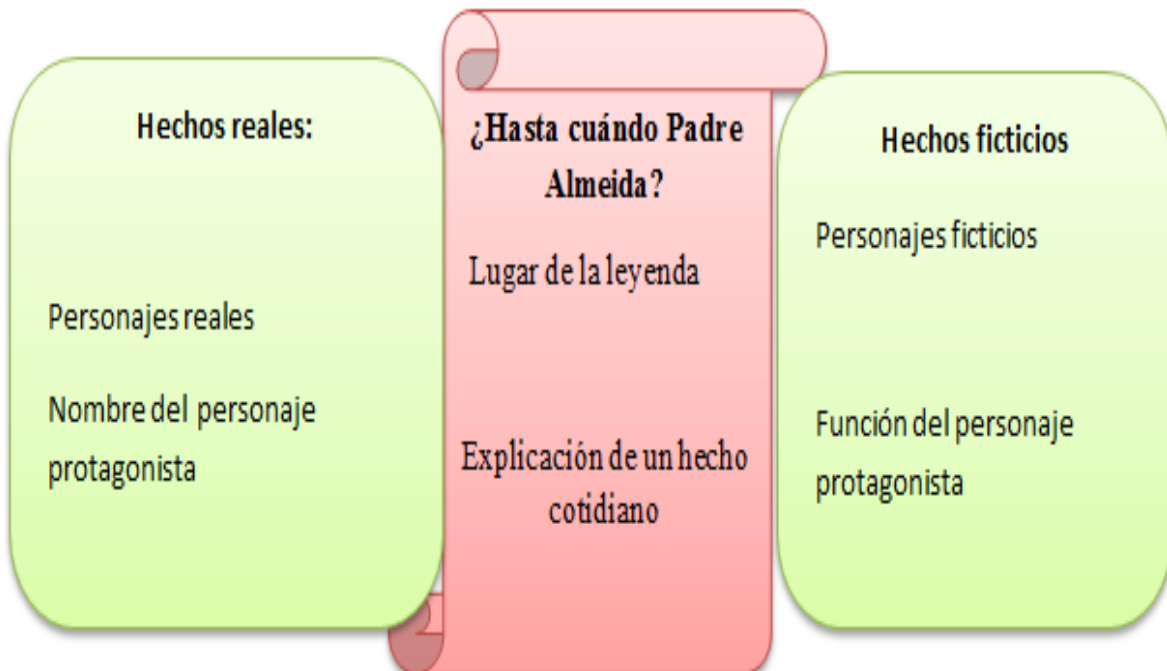 Hechos reales:
Personajes reales
Nombre del personaje
protagonista
¿Hasta cuándo Padre
Almeida?
Lugar de la leyenda
Explicación de un hecho
cotidiano
Hechos ficticios
Personajes ficticios
Función del personaje
protagonista